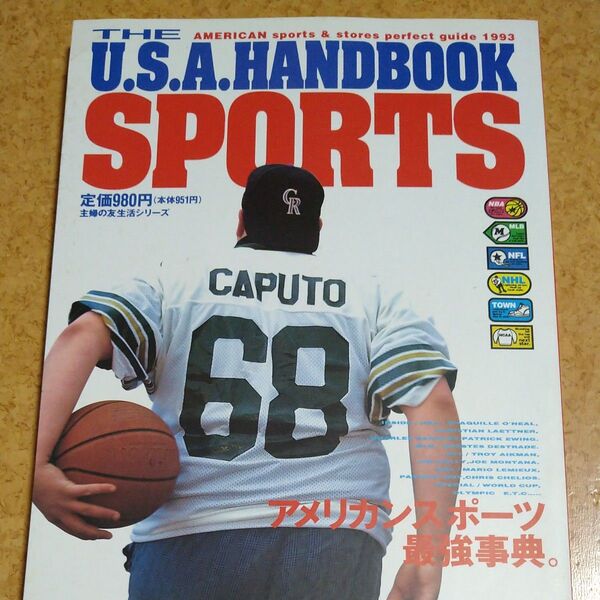 AMERICAN sports & stores perfect guide 1993
THE
U.S.A.HANDBOOK
SPORTS
定価980円(本体951円)
主婦の友生活シリーズ
CR
NBA
MLB
M
NFL
NHL
TOWN
NCAA
CAPUTO
68
LAETTNER.
PATRICK EWING.
DESTRADE.
TROY AIKMAN.
JOE MONTANA.
MARIO LEMIEUX.
CHRIS CHELIOS.
/ WORLD CUP,
OLYMPIC E.T.C.....
アメリカンスポーツ
最強事典。